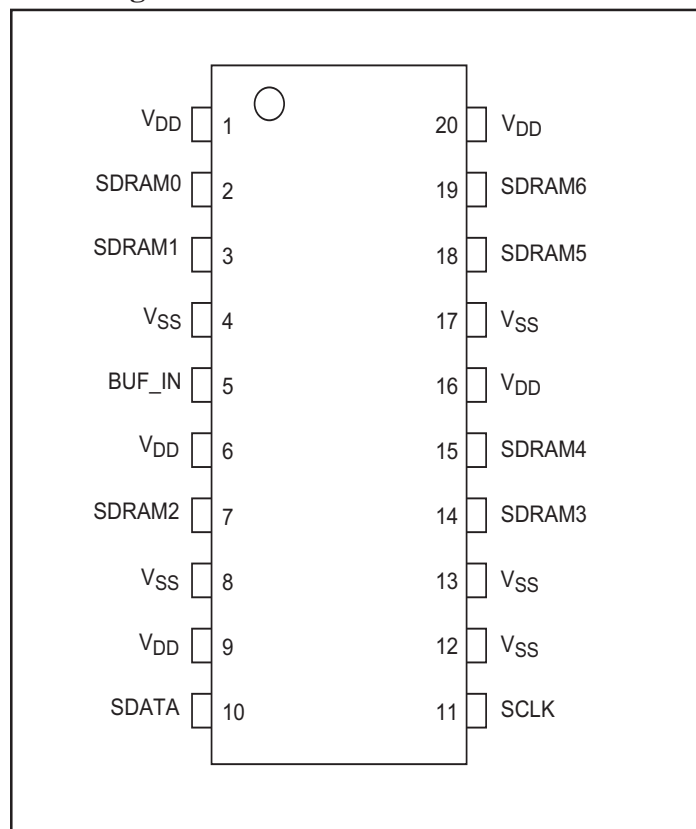 VDD 1 20 VDD
SDRAM0 2 19 SDRAM6
SDRAM1 3 18 SDRAM5
VSS 4 17 VSS
BUF_IN 5 16 VDD
VDD 6 15 SDRAM4
SDRAM2 7 14 SDRAM3
VSS 8 13 VSS
VDD 9 12 VSS
SDATA 10 11 SCLK